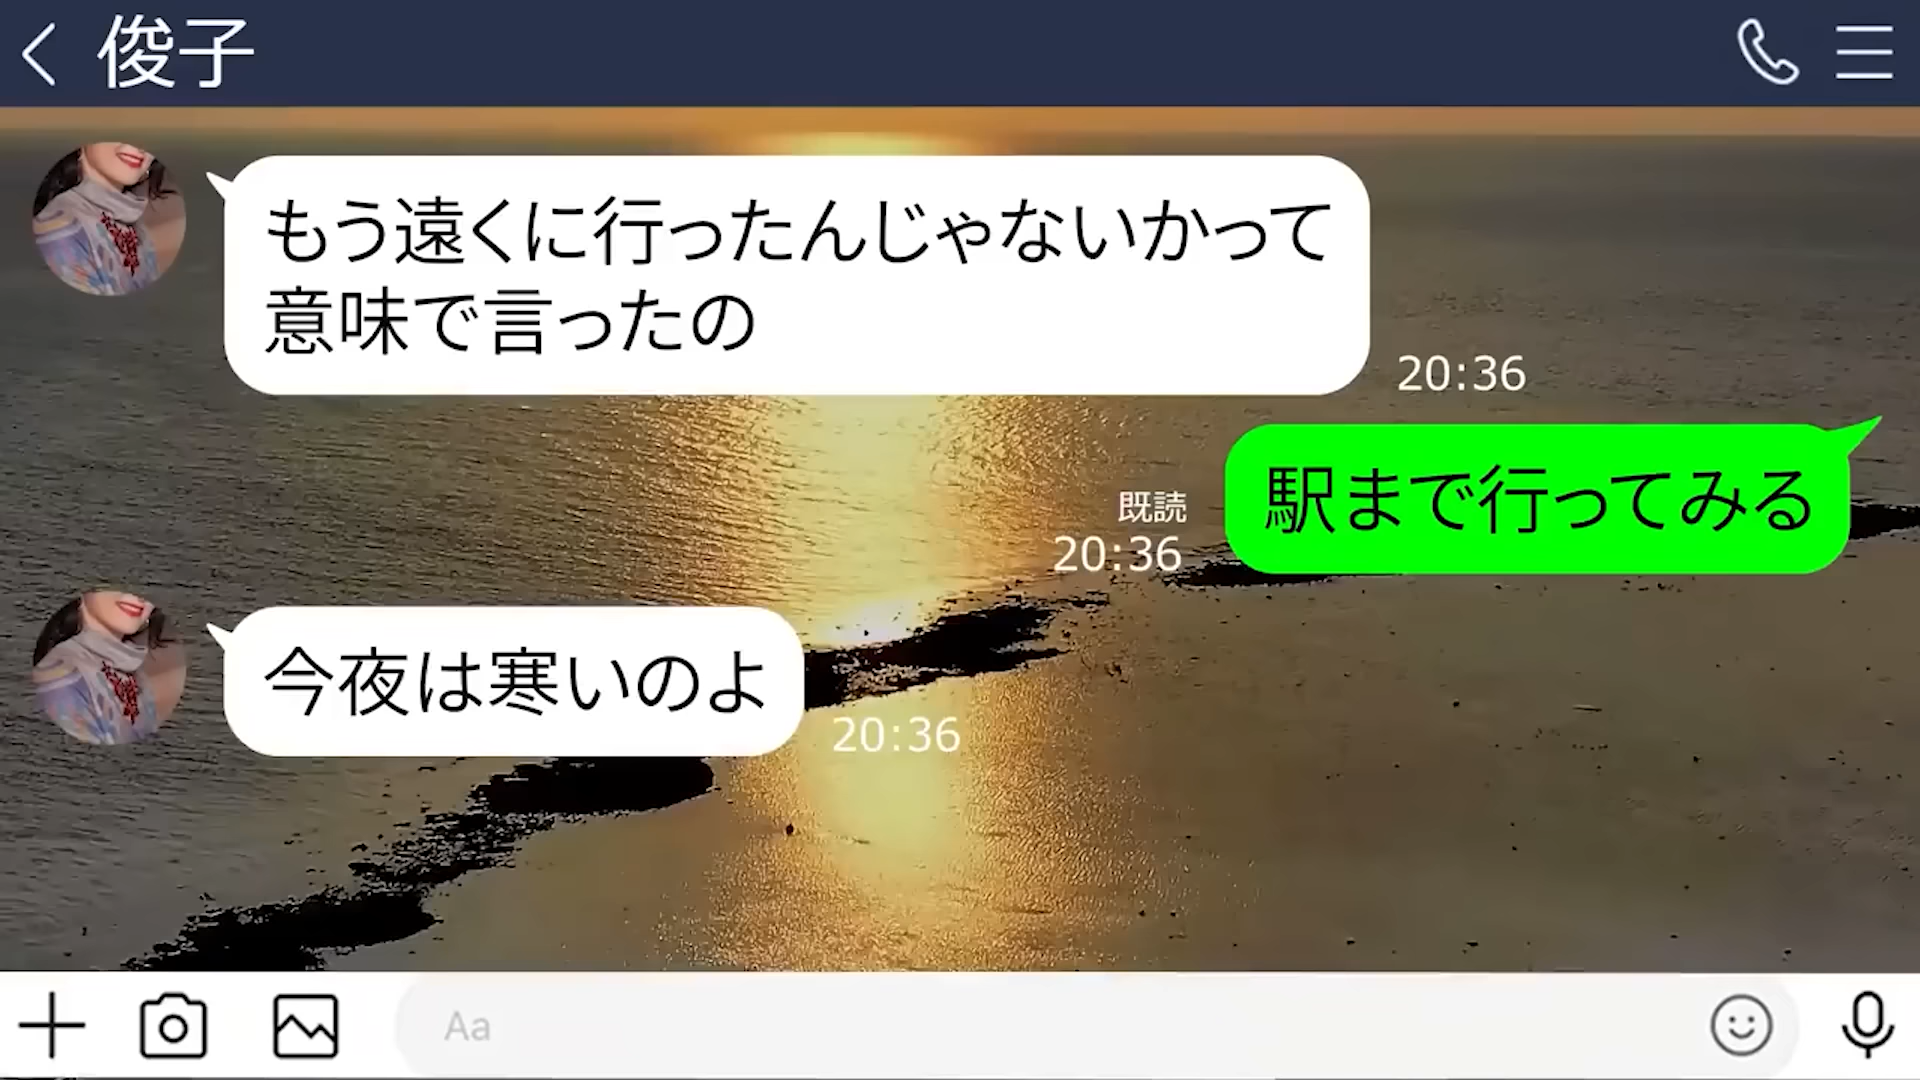 俊子
もう遠くに行ったんじゃないかって
意味で言ったの
20:36
駅まで行ってみる
既読
20:36
今夜は寒いのよ
20:36
Aa